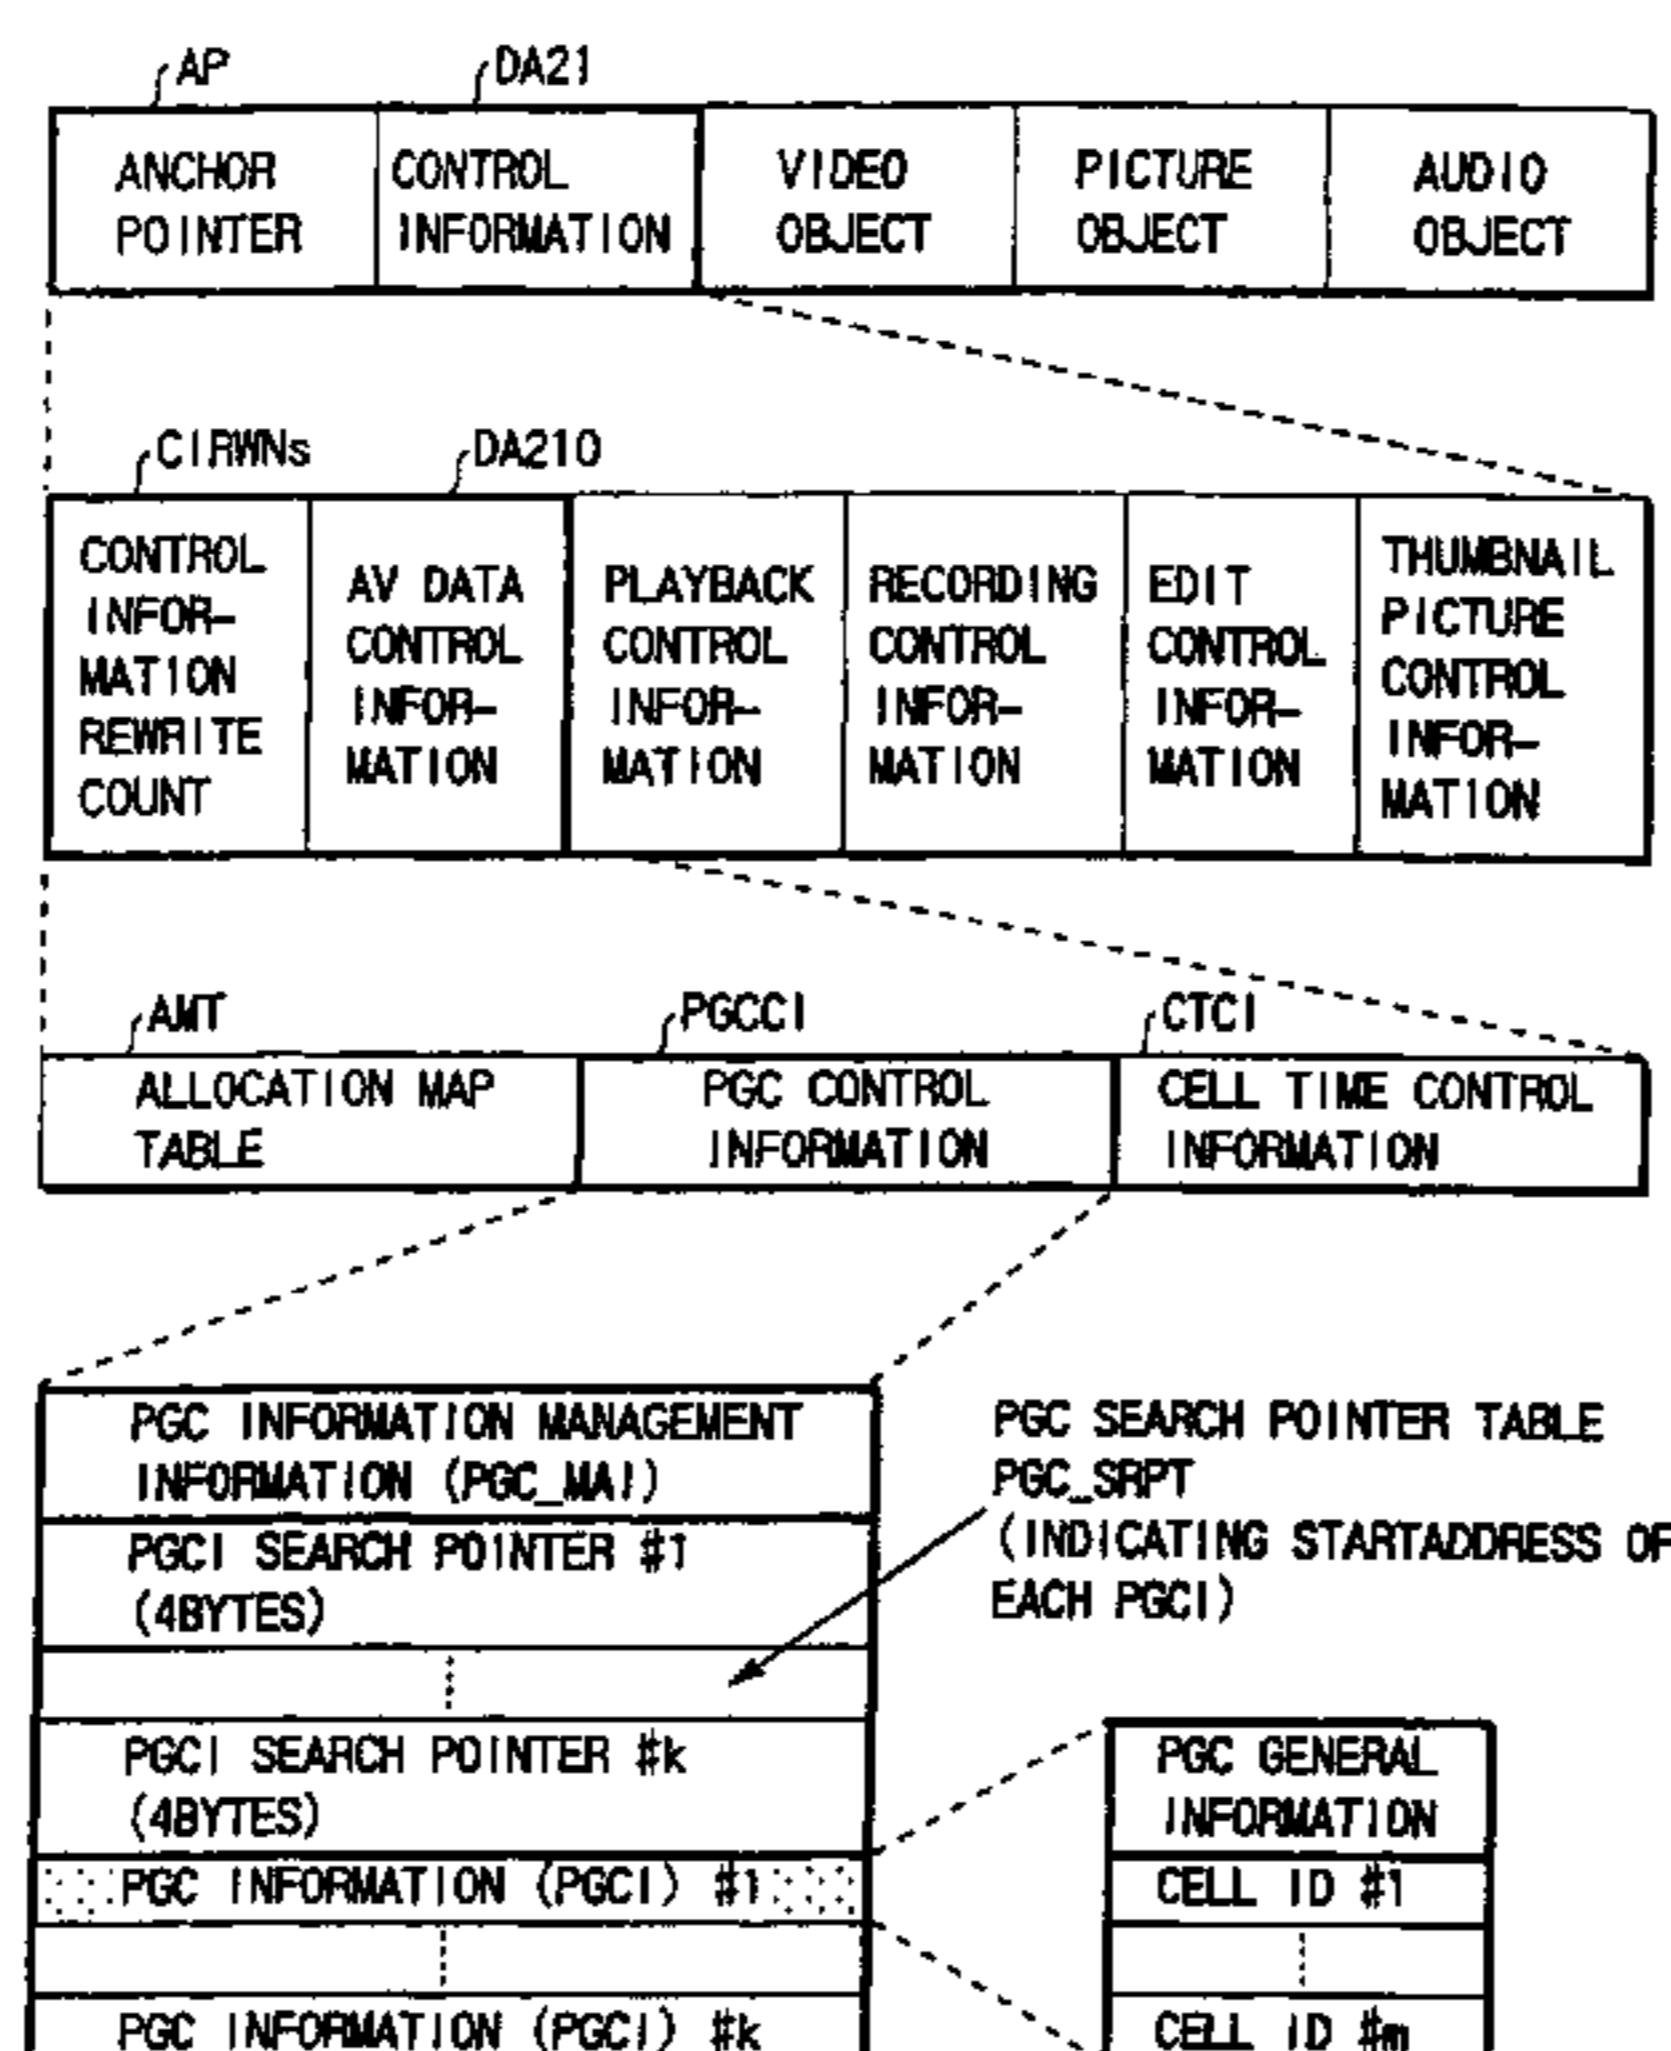 AP
DA21
ANCHOR
POINTER
CONTROL
INFORMATION
VIDEO
OBJECT
PICTURE
OBJECT
AUDIO
OBJECT
CIRWNs
DA210
CONTROL
INFOR-
MATION
REWRITE
COUNT
AV DATA
CONTROL
INFOR-
MATION
PLAYBACK
CONTROL
INFOR-
MATION
RECORDING
CONTROL
INFOR-
MATION
EDIT
CONTROL
INFOR-
MATION
THUMBNAIL
PICTURE
CONTROL
INFOR-
MATION
AMT
PGCCI
CTCI
ALLOCATION MAP
TABLE
PGC CONTROL
INFORMATION
CELL TIME CONTROL
INFORMATION
PGC INFORMATION MANAGEMENT
INFORMATION (PGC_MAI)
PGCI SEARCH POINTER #1
(4BYTES)
PGCI SEARCH POINTER #k
(4BYTES)
PGC INFORMATION (PGCI) #1
PGC INFORMATION (PGCI) #k
PGC SEARCH POINTER TABLE
PGC_SRPT
(INDICATING STARTADDRESS OF
EACH PGCI)
PGC GENERAL
INFORMATION
CELL ID #1
CELL ID #m